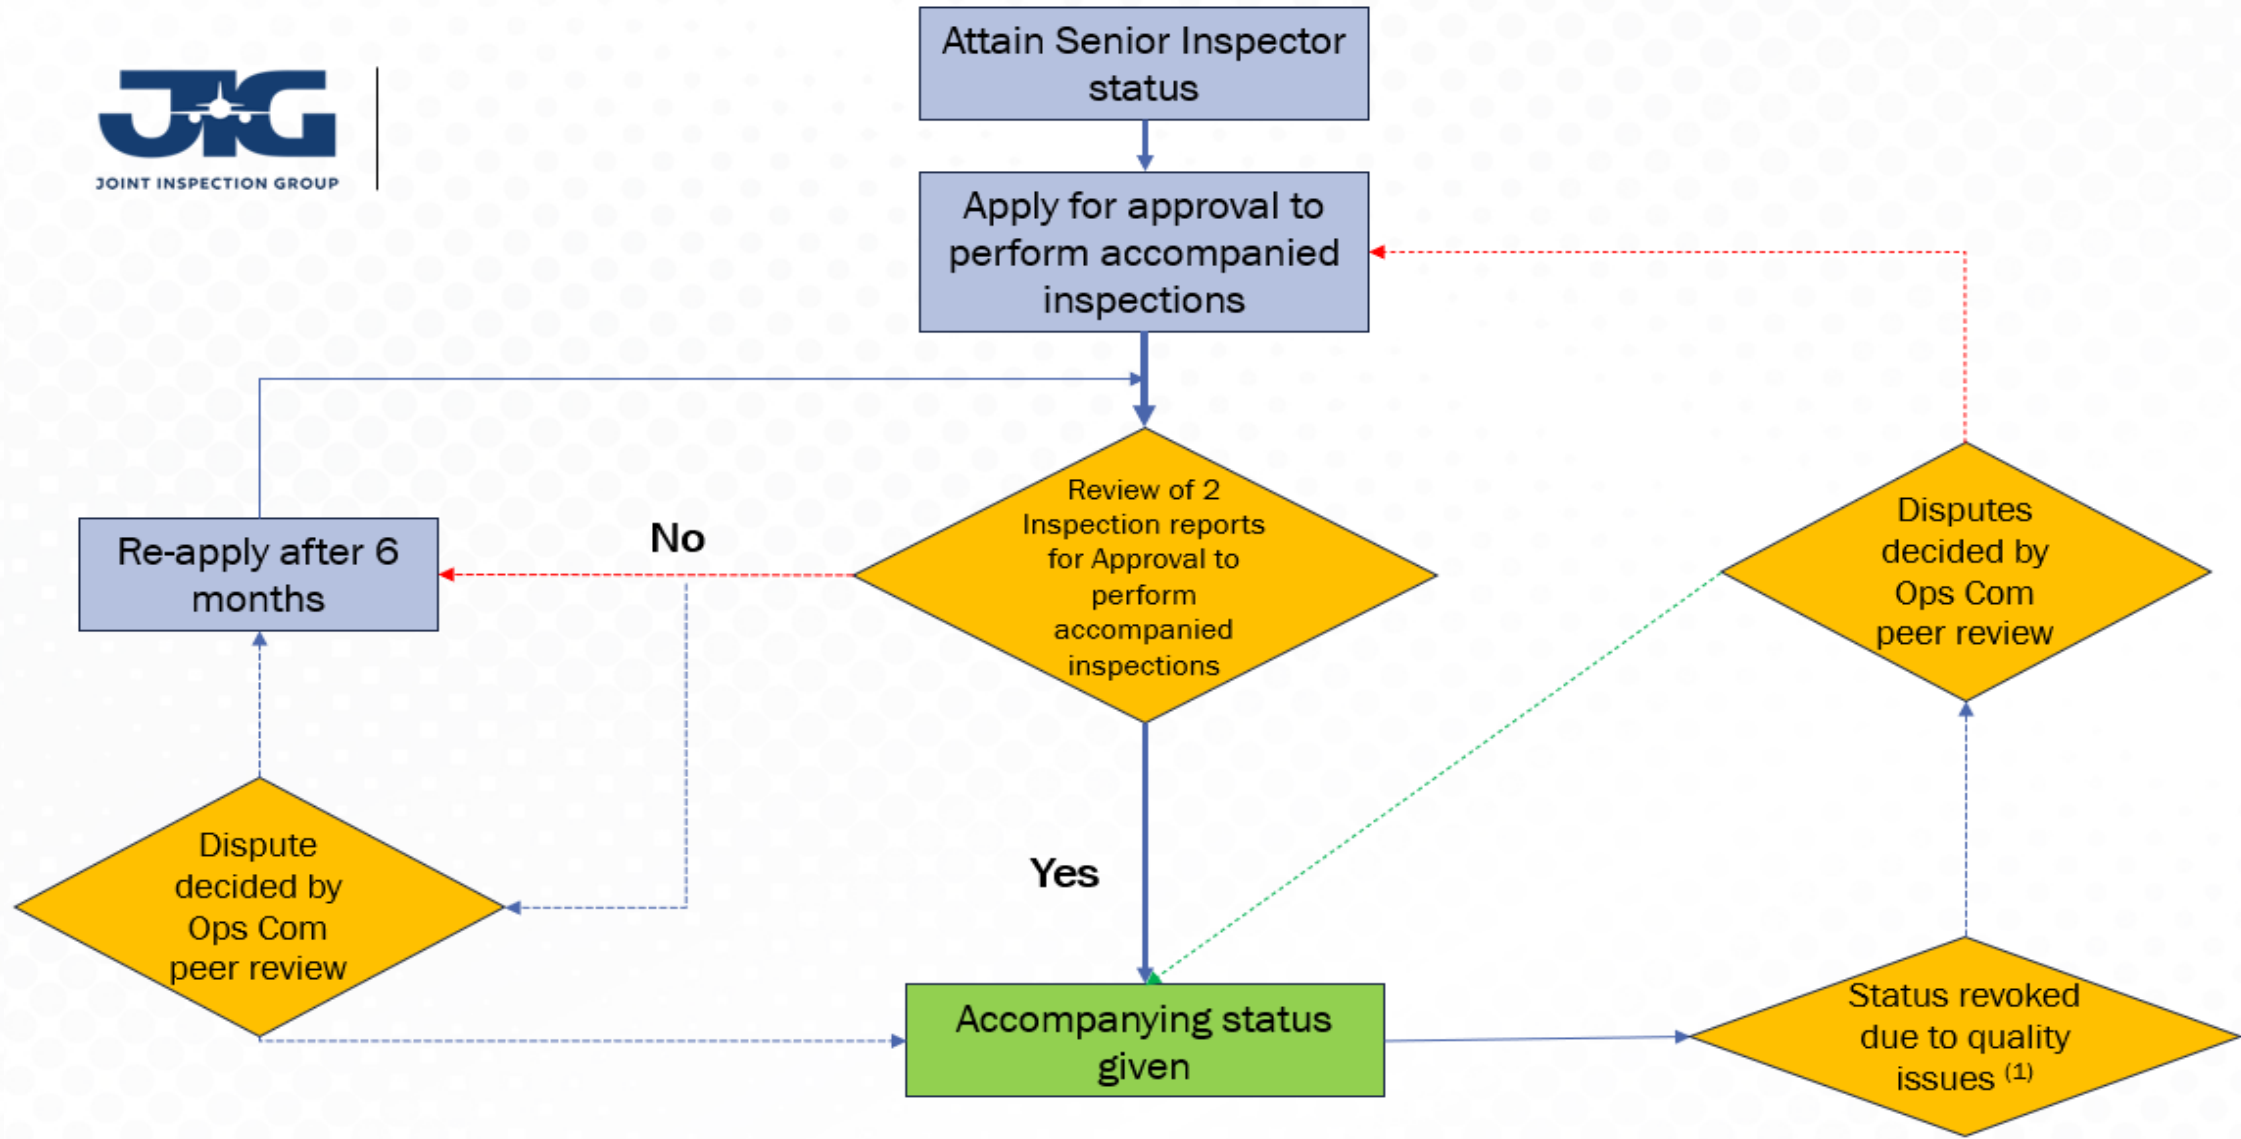 Attain Senior Inspector
status
JIG
JOINT INSPECTION GROUP
Apply for approval to
perform accompanied
inspections
Review of 2
Inspection reports
for Approval to
perform
accompanied
inspections
No
Re-apply after 6
months
Disputes
decided by
Ops Com
peer review
Dispute
decided by
Ops Com
peer review
Yes
Accompanying status
given
Status revoked
due to quality
issues (1)